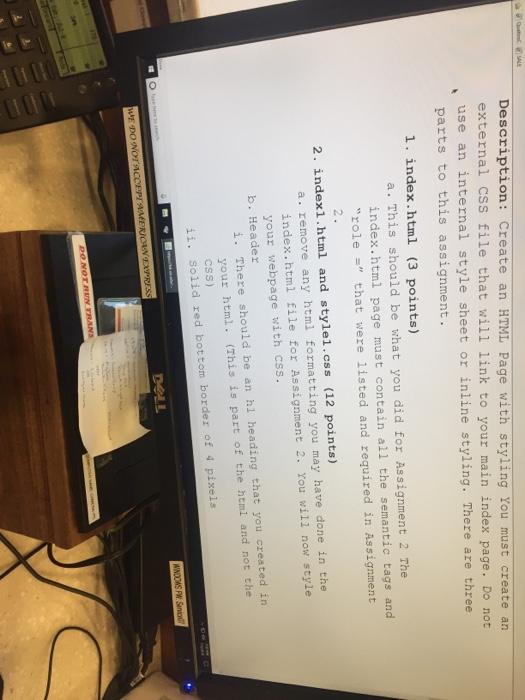 Description: Create an HTML page with styling You must create an
external CSS file that will link to your main index page. Do not
use an internal style sheet or inline styling. There are three
parts to this assignment.
1. index.html (3 points)
a. This should be what you did for Assignment 2 The
index.html page must contain all the semantic tags and
"role =" that were listed and required in Assignment
2.
2. index1.html and style1.css (12 points)
a. remove any html formatting you may have done in the
index.html file for Assignment 2. You will now style
your webpage with CSS.
b. Header
i. There should be an h1 heading that you created in
your html. (This is part of the html and not the
CSS)
ii. Solid red bottom border of 4 pixels
Type here to search
DELL
WINDOWS PW: Service11
WE DO NOT ACCEPT AMERICAN EXPRESS
DO NOT RUN TRANS